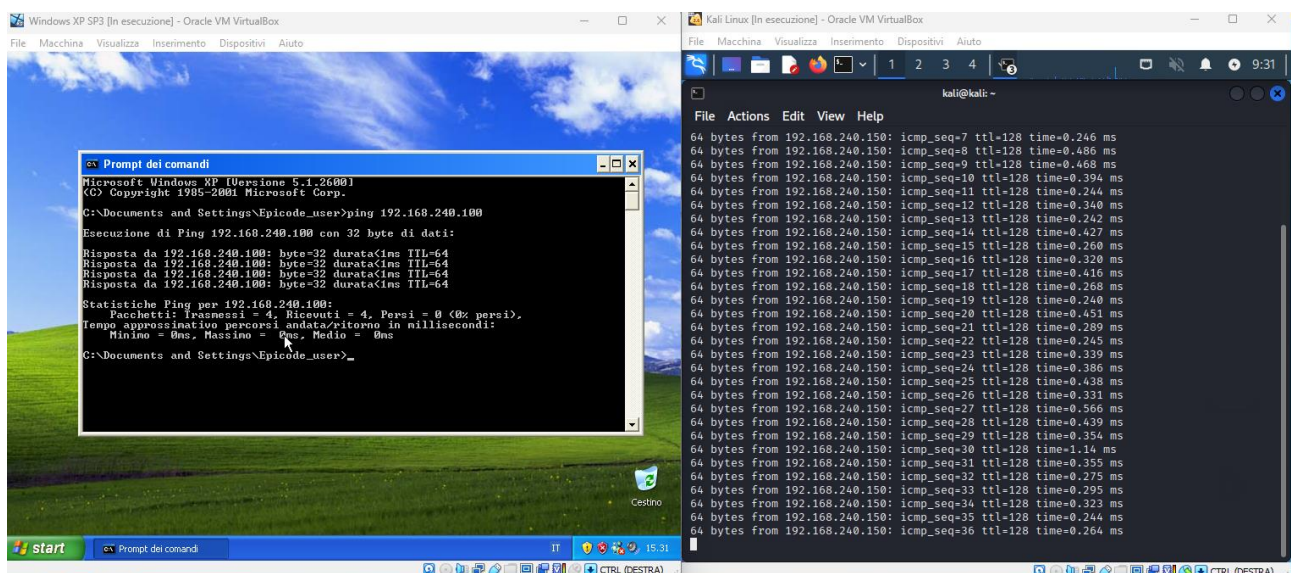 Windows XP SP3 [In esecuzione] - Oracle VM VirtualBox
File Macchina Visualizza Inserimento Dispositivi Aiuto
Prompt dei comandi
Microsoft Windows XP [Versione 5.1.2600]
(C) Copyright 1985-2001 Microsoft Corp.
C:\Documents and Settings\Epicode_user>ping 192.168.240.100
Esecuzione di Ping 192.168.240.100 con 32 byte di dati:
Risposta da 192.168.240.100: byte=32 durata<1ms TTL=64
Risposta da 192.168.240.100: byte=32 durata<1ms TTL=64
Risposta da 192.168.240.100: byte=32 durata<1ms TTL=64
Risposta da 192.168.240.100: byte=32 durata<1ms TTL=64
Statistiche Ping per 192.168.240.100:
Pacchetti: Trasmessi = 4, Ricevuti = 4, Persi = 0 (0% persi),
Tempo approssimativo percorsi andata/ritorno in millisecondi:
Minimo = 0ms, Massimo = 0ms, Medio = 0ms
C:\Documents and Settings\Epicode_user>_
Cestino
start
Prompt dei comandi
IT
15.31
CTRL (DESTRA)
Kali Linux [In esecuzione] - Oracle VM VirtualBox
File Macchina Visualizza Inserimento Dispositivi Aiuto
1 2 3 4
3
9:31
kali@kali: ~
File Actions Edit View Help
64 bytes from 192.168.240.150: icmp_seq=7 ttl=128 time=0.246 ms
64 bytes from 192.168.240.150: icmp_seq=8 ttl=128 time=0.486 ms
64 bytes from 192.168.240.150: icmp_seq=9 ttl=128 time=0.468 ms
64 bytes from 192.168.240.150: icmp_seq=10 ttl=128 time=0.394 ms
64 bytes from 192.168.240.150: icmp_seq=11 ttl=128 time=0.244 ms
64 bytes from 192.168.240.150: icmp_seq=12 ttl=128 time=0.340 ms
64 bytes from 192.168.240.150: icmp_seq=13 ttl=128 time=0.242 ms
64 bytes from 192.168.240.150: icmp_seq=14 ttl=128 time=0.427 ms
64 bytes from 192.168.240.150: icmp_seq=15 ttl=128 time=0.260 ms
64 bytes from 192.168.240.150: icmp_seq=16 ttl=128 time=0.320 ms
64 bytes from 192.168.240.150: icmp_seq=17 ttl=128 time=0.416 ms
64 bytes from 192.168.240.150: icmp_seq=18 ttl=128 time=0.268 ms
64 bytes from 192.168.240.150: icmp_seq=19 ttl=128 time=0.240 ms
64 bytes from 192.168.240.150: icmp_seq=20 ttl=128 time=0.451 ms
64 bytes from 192.168.240.150: icmp_seq=21 ttl=128 time=0.289 ms
64 bytes from 192.168.240.150: icmp_seq=22 ttl=128 time=0.245 ms
64 bytes from 192.168.240.150: icmp_seq=23 ttl=128 time=0.339 ms
64 bytes from 192.168.240.150: icmp_seq=24 ttl=128 time=0.386 ms
64 bytes from 192.168.240.150: icmp_seq=25 ttl=128 time=0.438 ms
64 bytes from 192.168.240.150: icmp_seq=26 ttl=128 time=0.331 ms
64 bytes from 192.168.240.150: icmp_seq=27 ttl=128 time=0.566 ms
64 bytes from 192.168.240.150: icmp_seq=28 ttl=128 time=0.439 ms
64 bytes from 192.168.240.150: icmp_seq=29 ttl=128 time=0.354 ms
64 bytes from 192.168.240.150: icmp_seq=30 ttl=128 time=1.14 ms
64 bytes from 192.168.240.150: icmp_seq=31 ttl=128 time=0.355 ms
64 bytes from 192.168.240.150: icmp_seq=32 ttl=128 time=0.275 ms
64 bytes from 192.168.240.150: icmp_seq=33 ttl=128 time=0.295 ms
64 bytes from 192.168.240.150: icmp_seq=34 ttl=128 time=0.323 ms
64 bytes from 192.168.240.150: icmp_seq=35 ttl=128 time=0.244 ms
64 bytes from 192.168.240.150: icmp_seq=36 ttl=128 time=0.264 ms
CTRL (DESTRA)